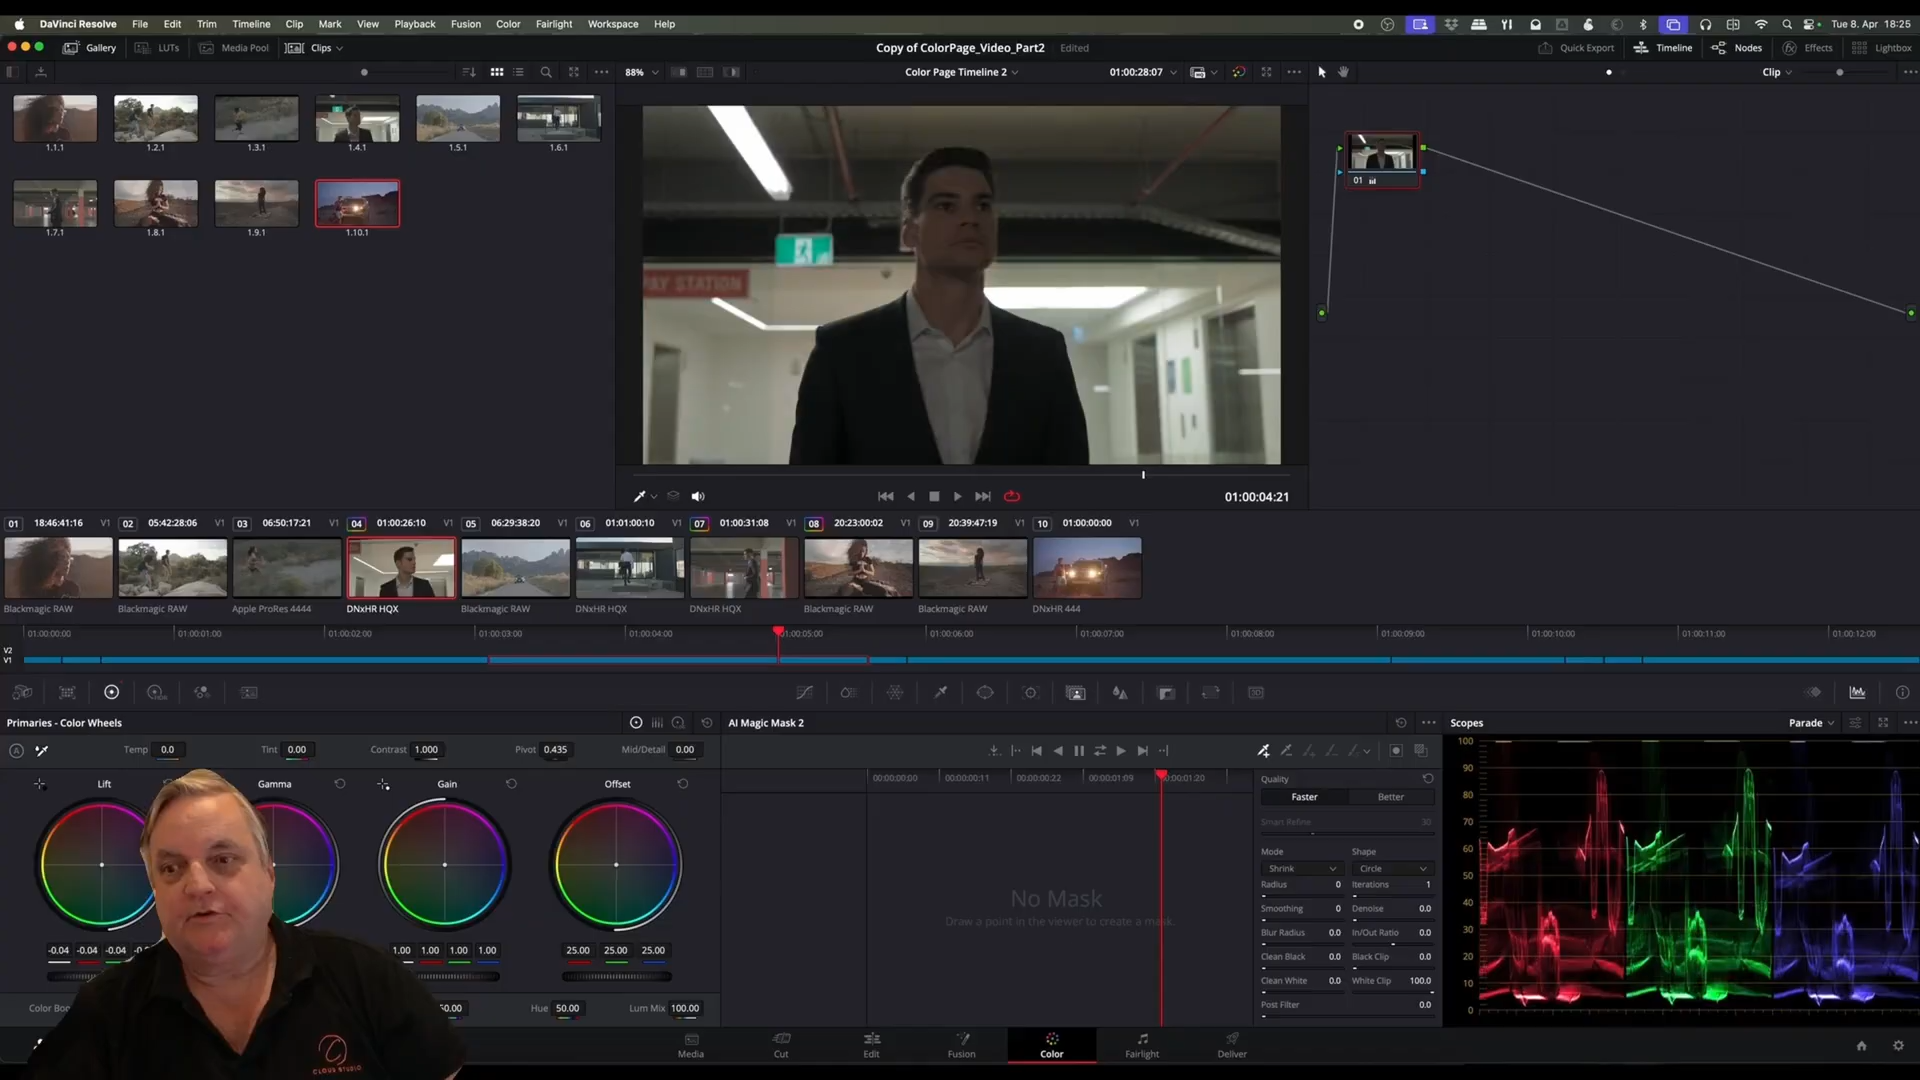 DaVinci Resolve File Edit Trim Timeline Clip Mark View Playback Fusion Color Fairlight Workspace Help Tue 8. Apr 18:25
Gallery LUTs Media Pool Clips Copy of ColorPage_Video_Part2 Edited Quick Export Timeline Nodes Effects Lightbox
88% Color Page Timeline 2 01:00:28:07 Clip
1.1.1 1.2.1 1.3.1 1.4.1 1.5.1 1.6.1
1.7.1 1.8.1 1.9.1 1.10.1
AY STATION
01
01:00:04:21
01 18:46:41:16 V1 02 05:42:28:06 V1 03 06:50:17:21 V1 04 01:00:26:10 V1 05 06:29:38:20 V1 06 01:01:00:10 V1 07 01:00:31:08 V1 08 20:23:00:02 V1 09 20:39:47:19 V1 10 01:00:00:00 V1
Blackmagic RAW Blackmagic RAW Apple ProRes 4444 DNxHR HQX Blackmagic RAW DNxHR HQX DNxHR HQX Blackmagic RAW Blackmagic RAW DNxHR 444
01:00:00:00 01:00:01:00 01:00:02:00 01:00:03:00 01:00:04:00 01:00:05:00 01:00:06:00 01:00:07:00 01:00:08:00 01:00:09:00 01:00:10:00 01:00:11:00 01:00:12:00
V2
V1
Primaries - Color Wheels
Temp 0.0 Tint 0.00 Contrast 1.000 Pivot 0.435 Mid/Detail 0.00
Lift Gamma Gain Offset
-0.04 -0.04 -0.04 1.00 1.00 1.00 1.00 25.00 25.00 25.00
Color Boo 50.00 Hue 50.00 Lum Mix 100.00
CLOUD STUDIO
AI Magic Mask 2
00:00:00:00 00:00:00:11 00:00:00:22 00:00:01:09 00:00:01:20
No Mask
Draw a point in the viewer to create a mask.
Quality
Faster Better
Smart Refine 30
Mode Shape
Shrink Circle
Radius 0 Iterations 1
Smoothing 0 Denoise 0.0
Blur Radius 0.0 In/Out Ratio 0.0
Clean Black 0.0 Black Clip 0.0
Clean White 0.0 White Clip 100.0
Post Filter 0.0
Scopes Parade
100
90
80
70
60
50
40
30
20
10
0
Media Cut Edit Fusion Color Fairlight Deliver